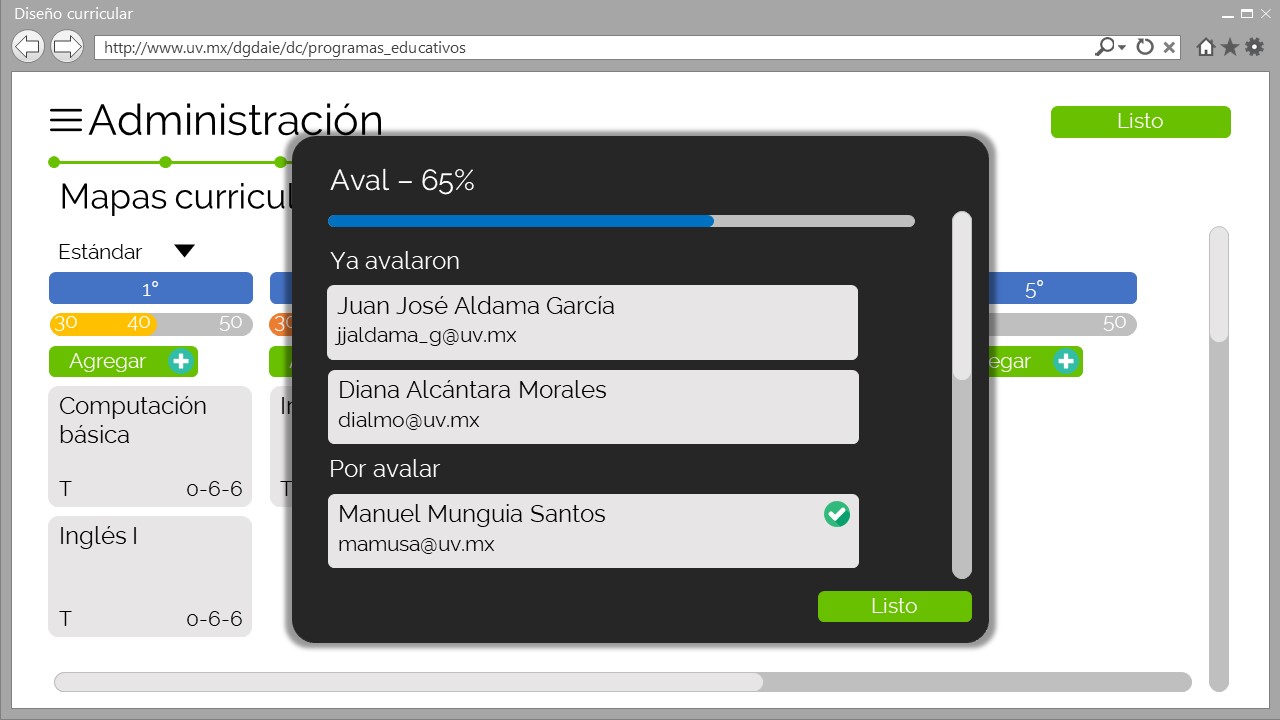 Diseño curricular
http://www.uv.mx/dgdaie/dc/programas_educativos
Administración
Listo
Mapas curricul
Estándar
1°
30 40 50
Agregar
Computación
básica
T 0-6-6
Inglés I
T 0-6-6
Aval – 65%
Ya avalaron
Juan José Aldama García
jjaldama_g@uv.mx
Diana Alcántara Morales
dialmo@uv.mx
Por avalar
Manuel Munguia Santos
mamusa@uv.mx
Listo
5°
50
egar